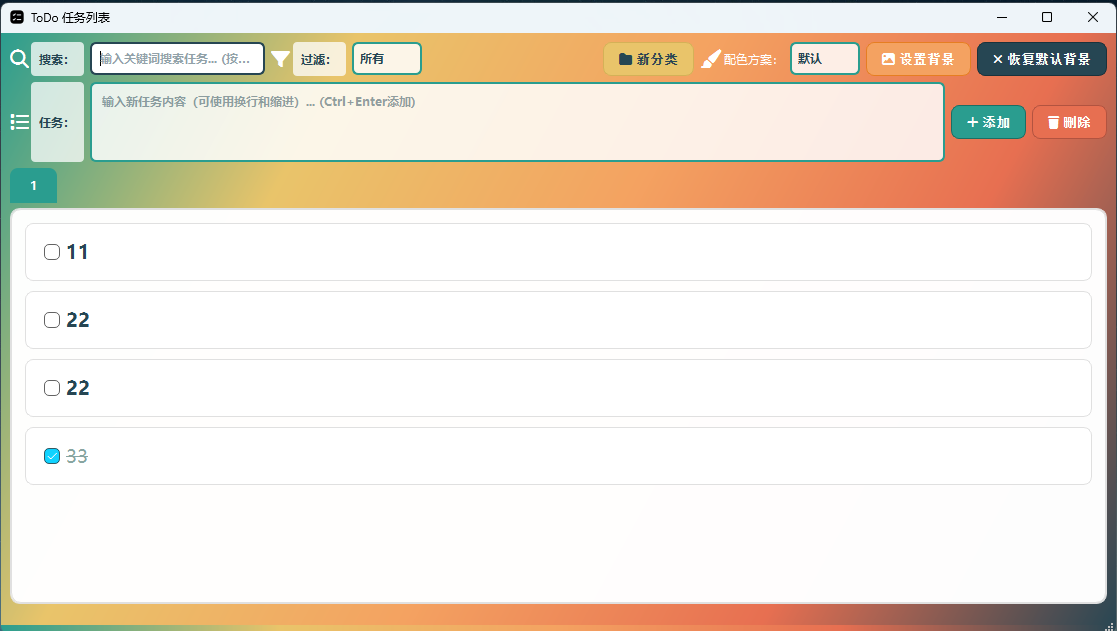 ToDo 任务列表
搜索： 输入关键词搜索任务... (按... 过滤： 所有 新分类 配色方案： 默认 设置背景 恢复默认背景
任务： 输入新任务内容（可使用换行和缩进）... (Ctrl+Enter添加) 添加 删除
1
11
22
22
33